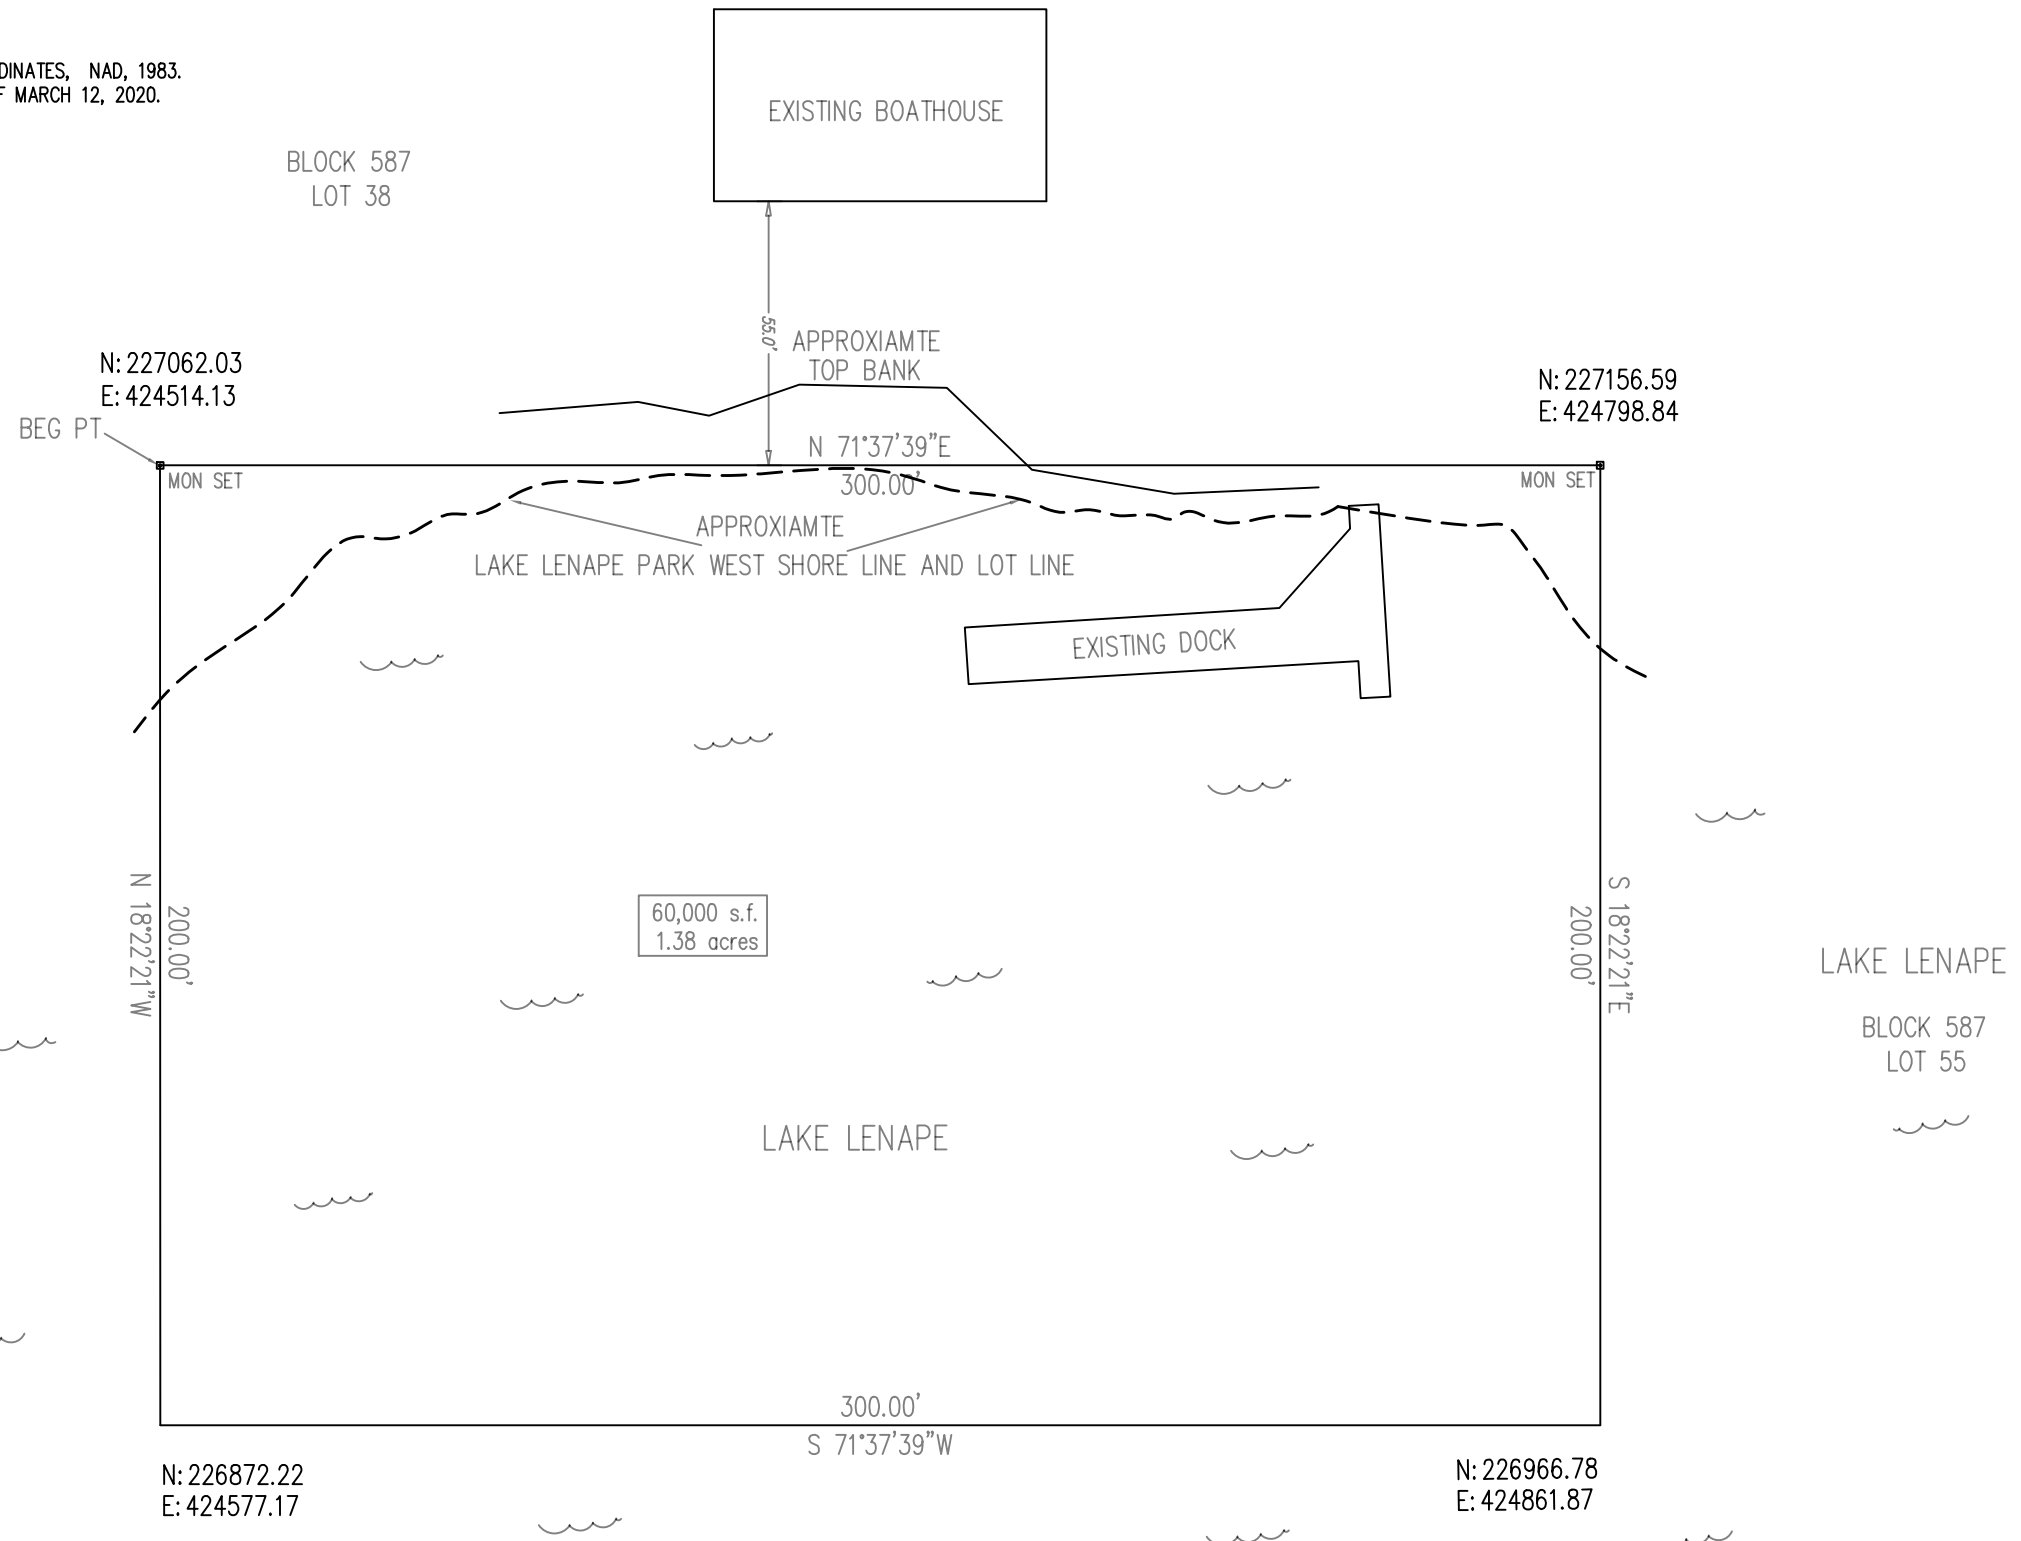 DINATES, NAD, 1983.
MARCH 12, 2020.
EXISTING BOATHOUSE
BLOCK 587
LOT 38
55.0'
APPROXIAMTE
TOP BANK
N: 227062.03
E: 424514.13
BEG PT
N: 227156.59
E: 424798.84
N 71°37'39"E
300.00'
MON SET
MON SET
APPROXIAMTE
LAKE LENAPE PARK WEST SHORE LINE AND LOT LINE
EXISTING DOCK
N 18°22'21"W
200.00'
60,000 s.f.
1.38 acres
200.00'
S 18°22'21"E
LAKE LENAPE
BLOCK 587
LOT 55
LAKE LENAPE
300.00'
S 71°37'39"W
N: 226872.22
E: 424577.17
N: 226966.78
E: 424861.87